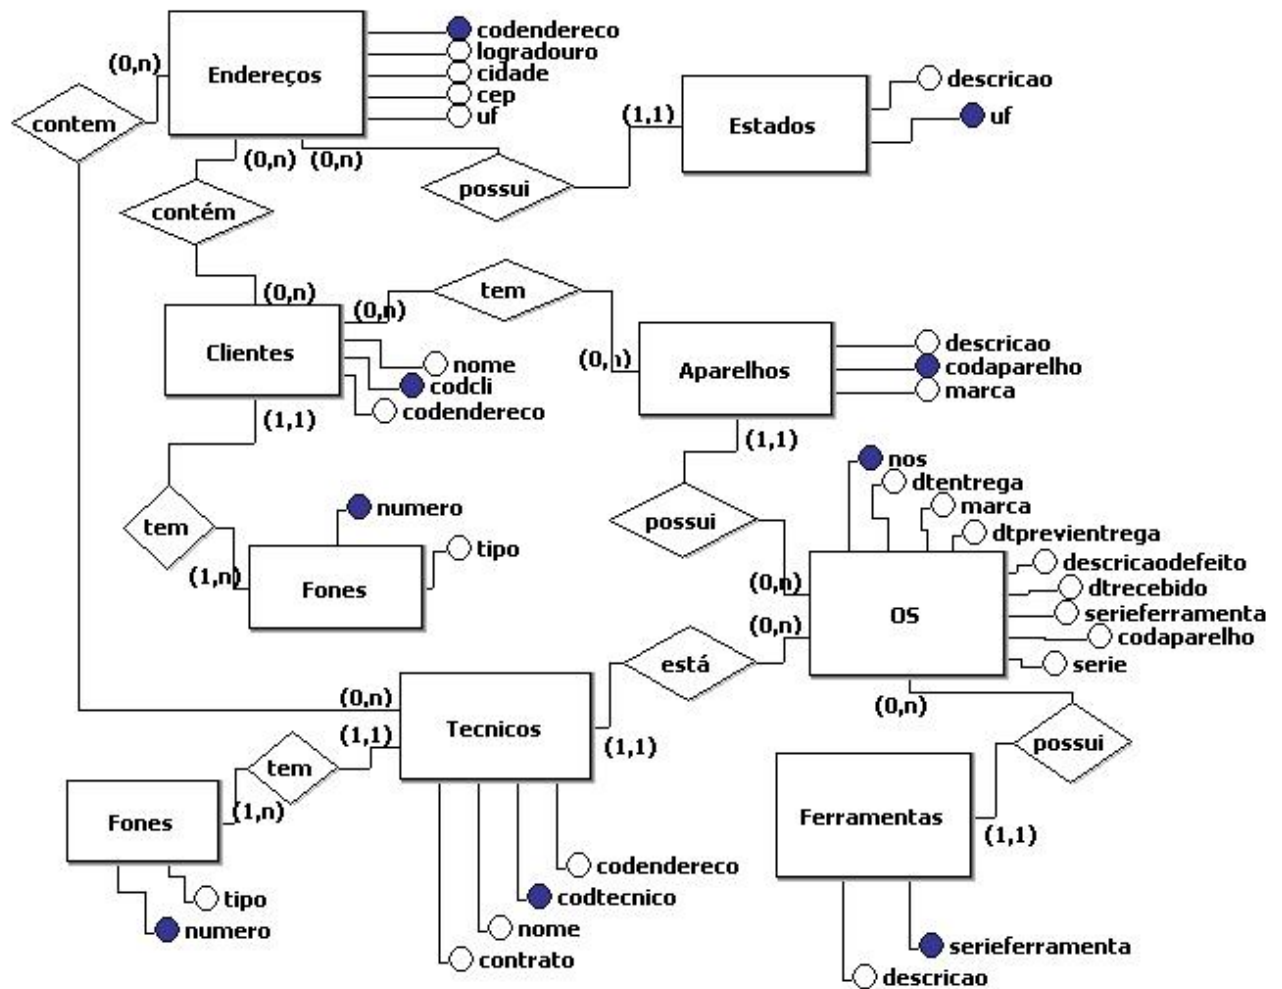 codendereco
logradouro
(0,n)
Endereços
cidade
descricao
cep
(1,1)
contem
uf
Estados
uf
(0,n)
(0,n)
possui
contém
tem
(0,n)
(0,n)
descricao
Clientes
nome
(0,n)
Aparelhos
codaparelho
codcli
marca
codendereco
(1,1)
(1,1)
nos
dtentrega
numero
marca
tem
possui
dtprevientrega
tipo
descricaodefeito
(1,n)
Fones
(0,n)
dtrecebido
OS
serieferramenta
(0,n)
codaparelho
está
serie
(0,n)
(0,n)
Tecnicos
(1,1)
(1,1)
possui
tem
(1,n)
Fones
Ferramentas
(1,1)
codendereco
tipo
codtecnico
numero
nome
serieferramenta
contrato
descricao